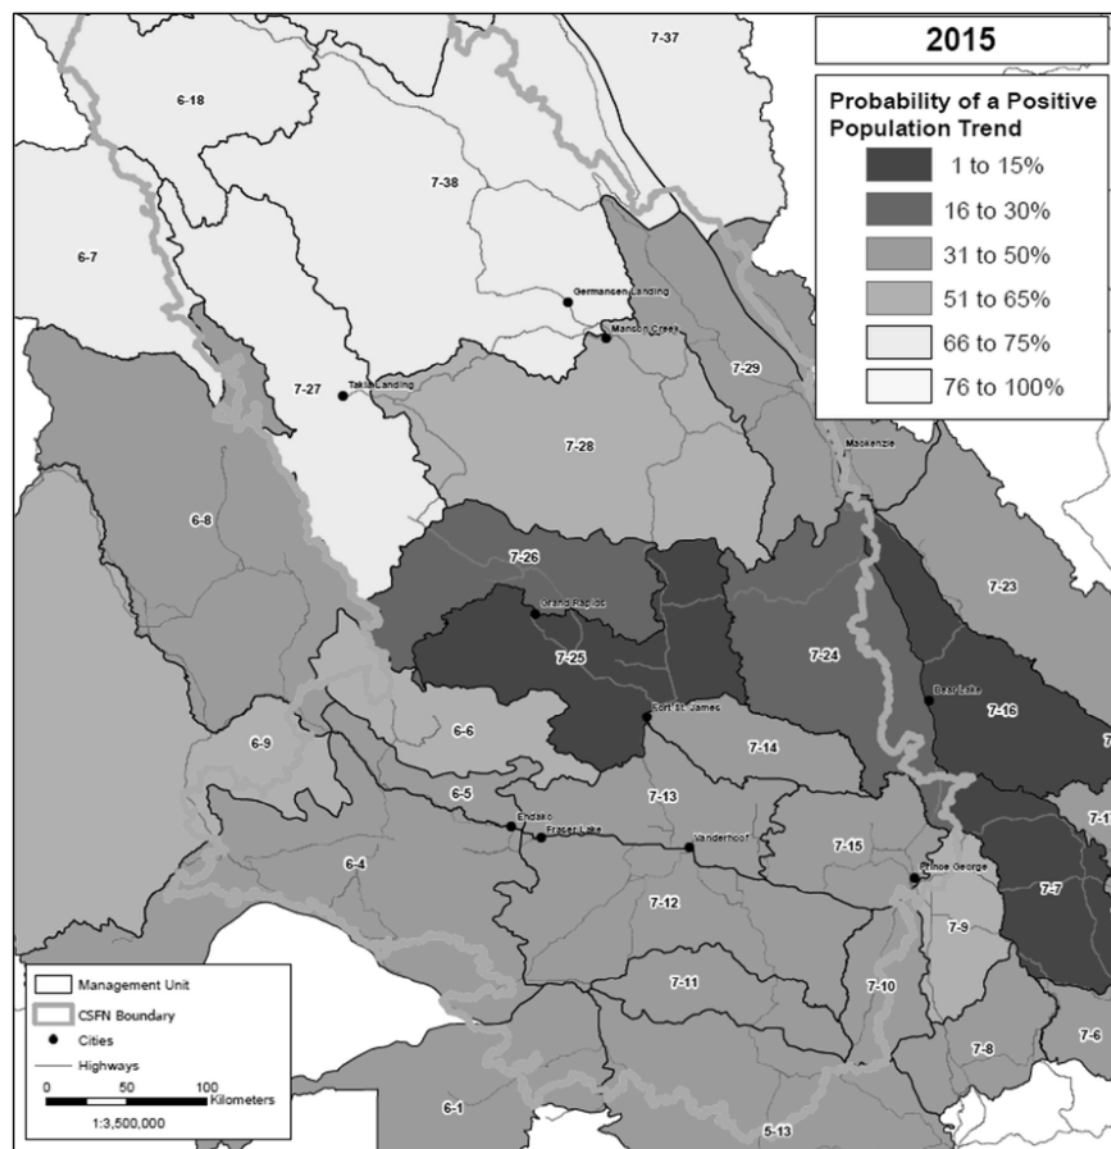 2015
Probability of a Positive
Population Trend
1 to 15%
16 to 30%
31 to 50%
51 to 65%
66 to 75%
76 to 100%
7-37
6-18
7-38
6-7
Germansen Landing
Manson Creek
7-27
Takla Landing
7-29
7-28
Mackenzie
6-8
7-26
7-23
Grand Rapids
7-25
7-24
Bear Lake
7-16
Fort St. James
6-6
6-9
7-14
6-5
7-13
7-17
Endako
Fraser Lake
Vanderhoof
7-15
6-4
Prince George
7-7
7-12
7-9
7-11
7-10
7-8
7-6
6-1
5-13
Management Unit
CSFN Boundary
Cities
Highways
0 50 100
Kilometers
1:3,500,000